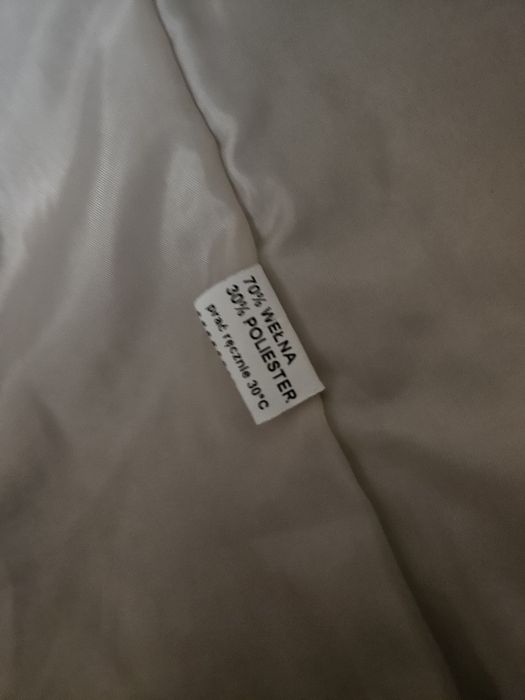 70% WEŁNA
30% POLIESTER
prać ręcznie 30°C